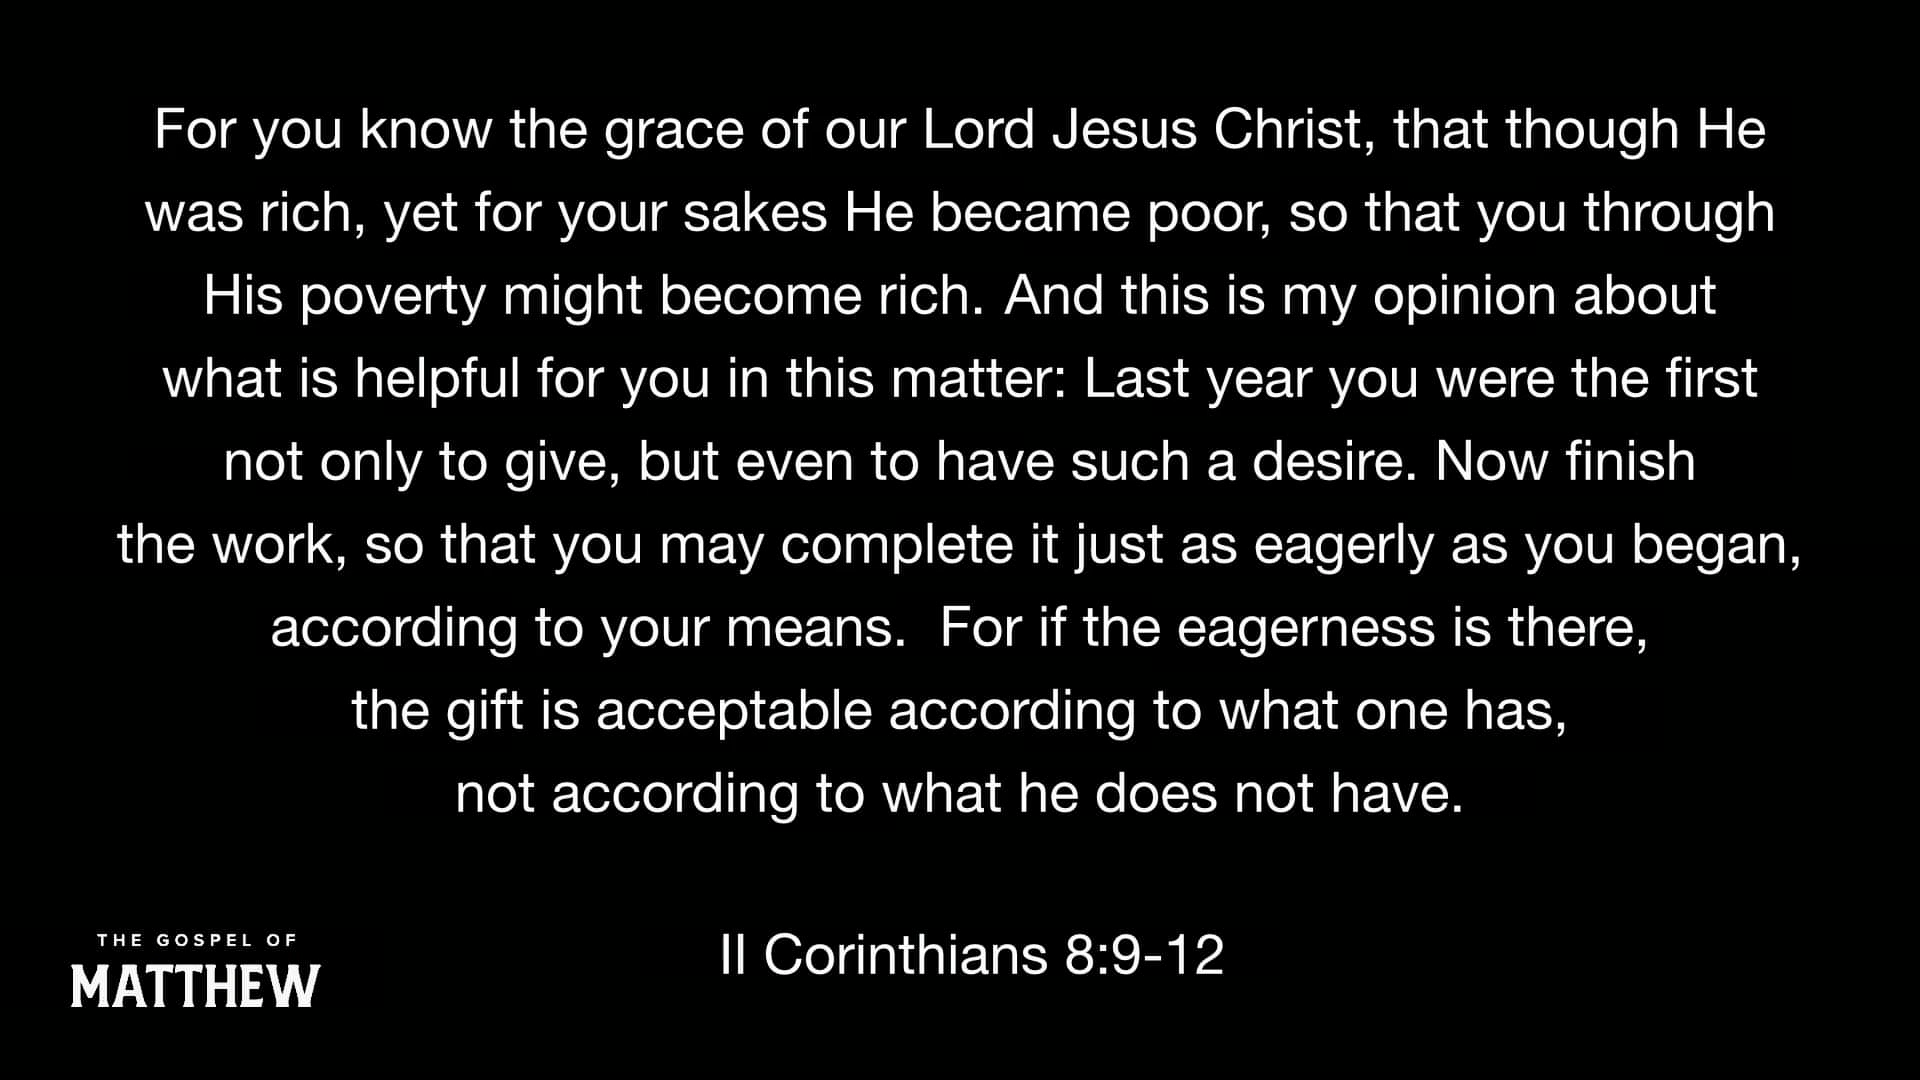 For you know the grace of our Lord Jesus Christ, that though He
was rich, yet for your sakes He became poor, so that you through
His poverty might become rich. And this is my opinion about
what is helpful for you in this matter: Last year you were the first
not only to give, but even to have such a desire. Now finish
the work, so that you may complete it just as eagerly as you began,
according to your means.  For if the eagerness is there,
the gift is acceptable according to what one has,
not according to what he does not have.
II Corinthians 8:9-12
THE GOSPEL OF
MATTHEW